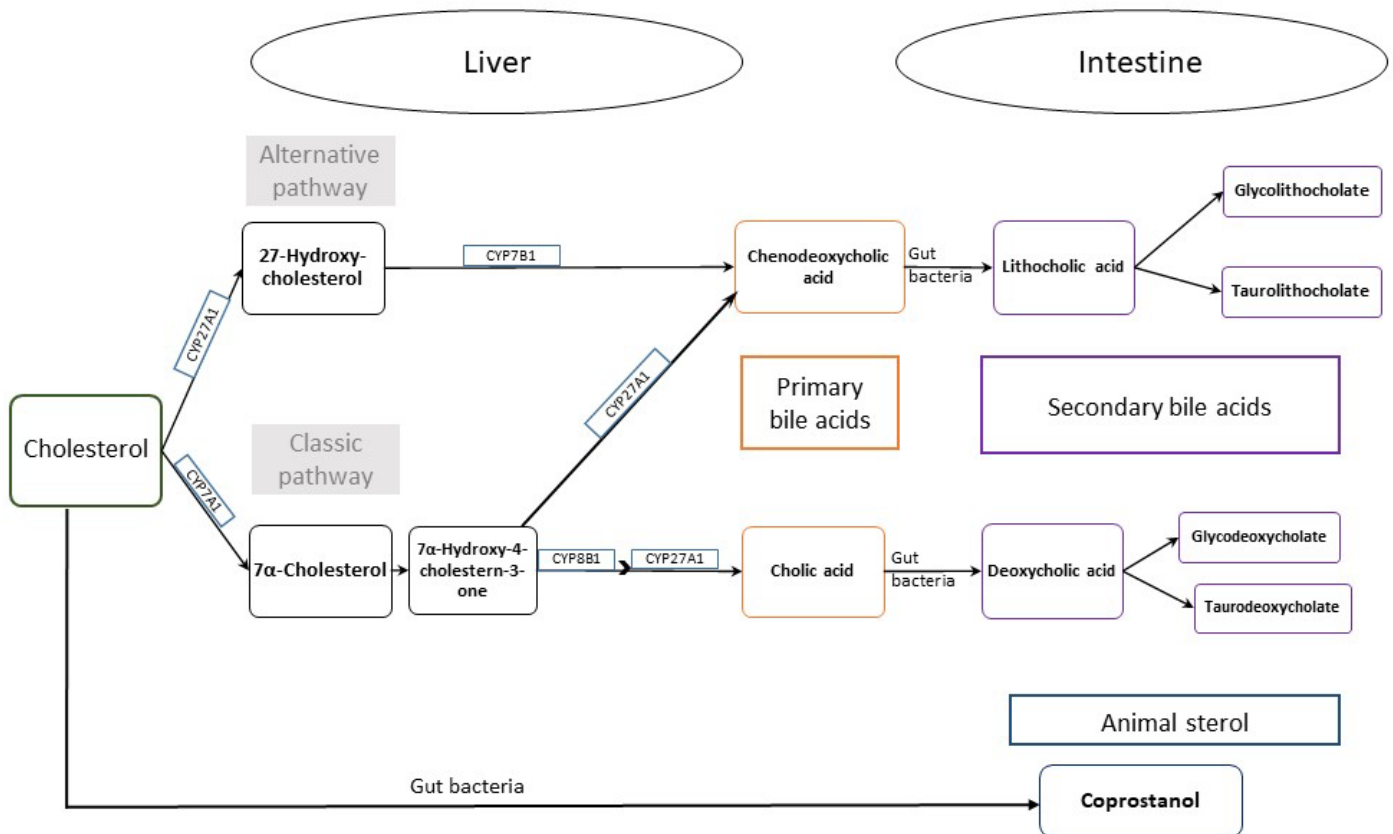 Liver
Intestine
Alternative
pathway
Glycolithocholate
27-Hydroxy-
cholesterol
CYP7B1
Chenodeoxycholic
acid
Gut
bacteria
Lithocholic acid
Taurolithocholate
CYP27A1
CYP27A1
Primary
bile acids
Secondary bile acids
Cholesterol
Classic
pathway
CYP7A1
7α-Cholesterol
7α-Hydroxy-4-
cholestern-3-
one
CYP8B1
CYP27A1
Cholic acid
Gut
bacteria
Deoxycholic acid
Glycodeoxycholate
Taurodeoxycholate
Animal sterol
Gut bacteria
Coprostanol